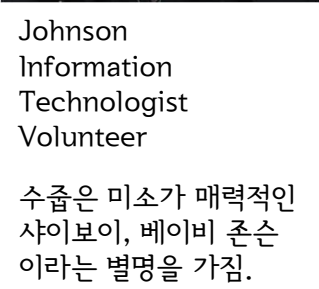 Johnson
Information
Technologist
Volunteer
수줍은 미소가 매력적인
샤이보이, 베이비 존슨
이라는 별명을 가짐.